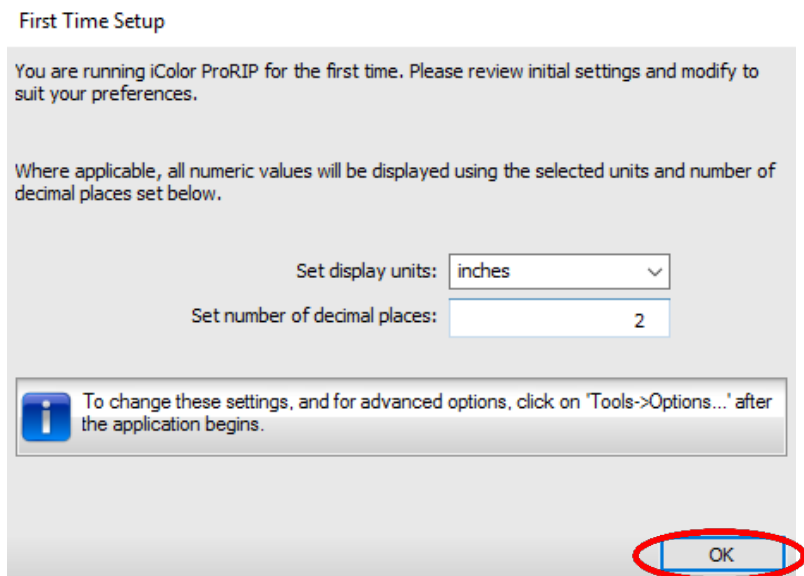 First Time Setup
You are running iColor ProRIP for the first time. Please review initial settings and modify to
suit your preferences.
Where applicable, all numeric values will be displayed using the selected units and number of
decimal places set below.
Set display units: inches
Set number of decimal places: 2
To change these settings, and for advanced options, click on 'Tools->Options...' after
the application begins.
OK